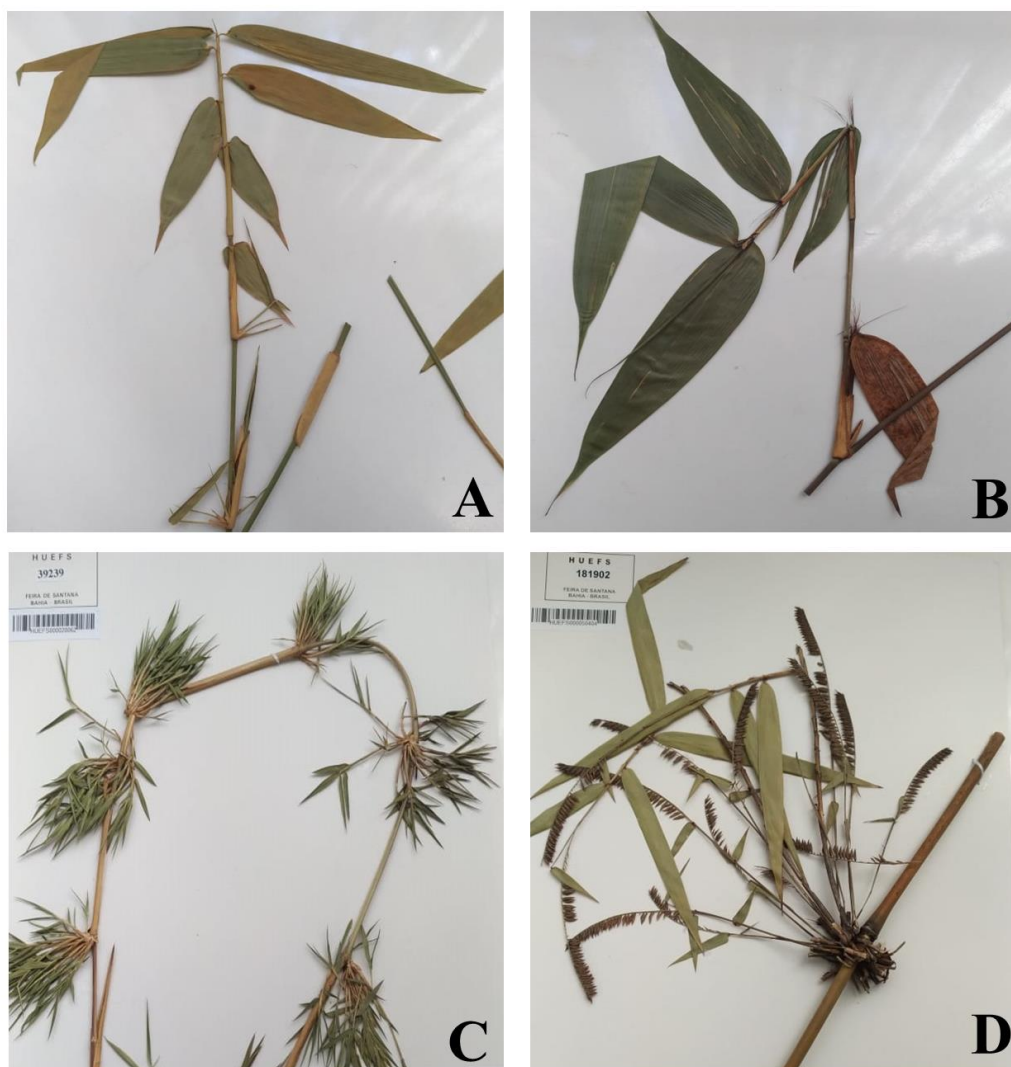 A
B
HUEFS
39239
FEIRA DE SANTANA
BAHIA - BRASIL
C
HUEFS
181902
FEIRA DE SANTANA
BAHIA - BRASIL
D